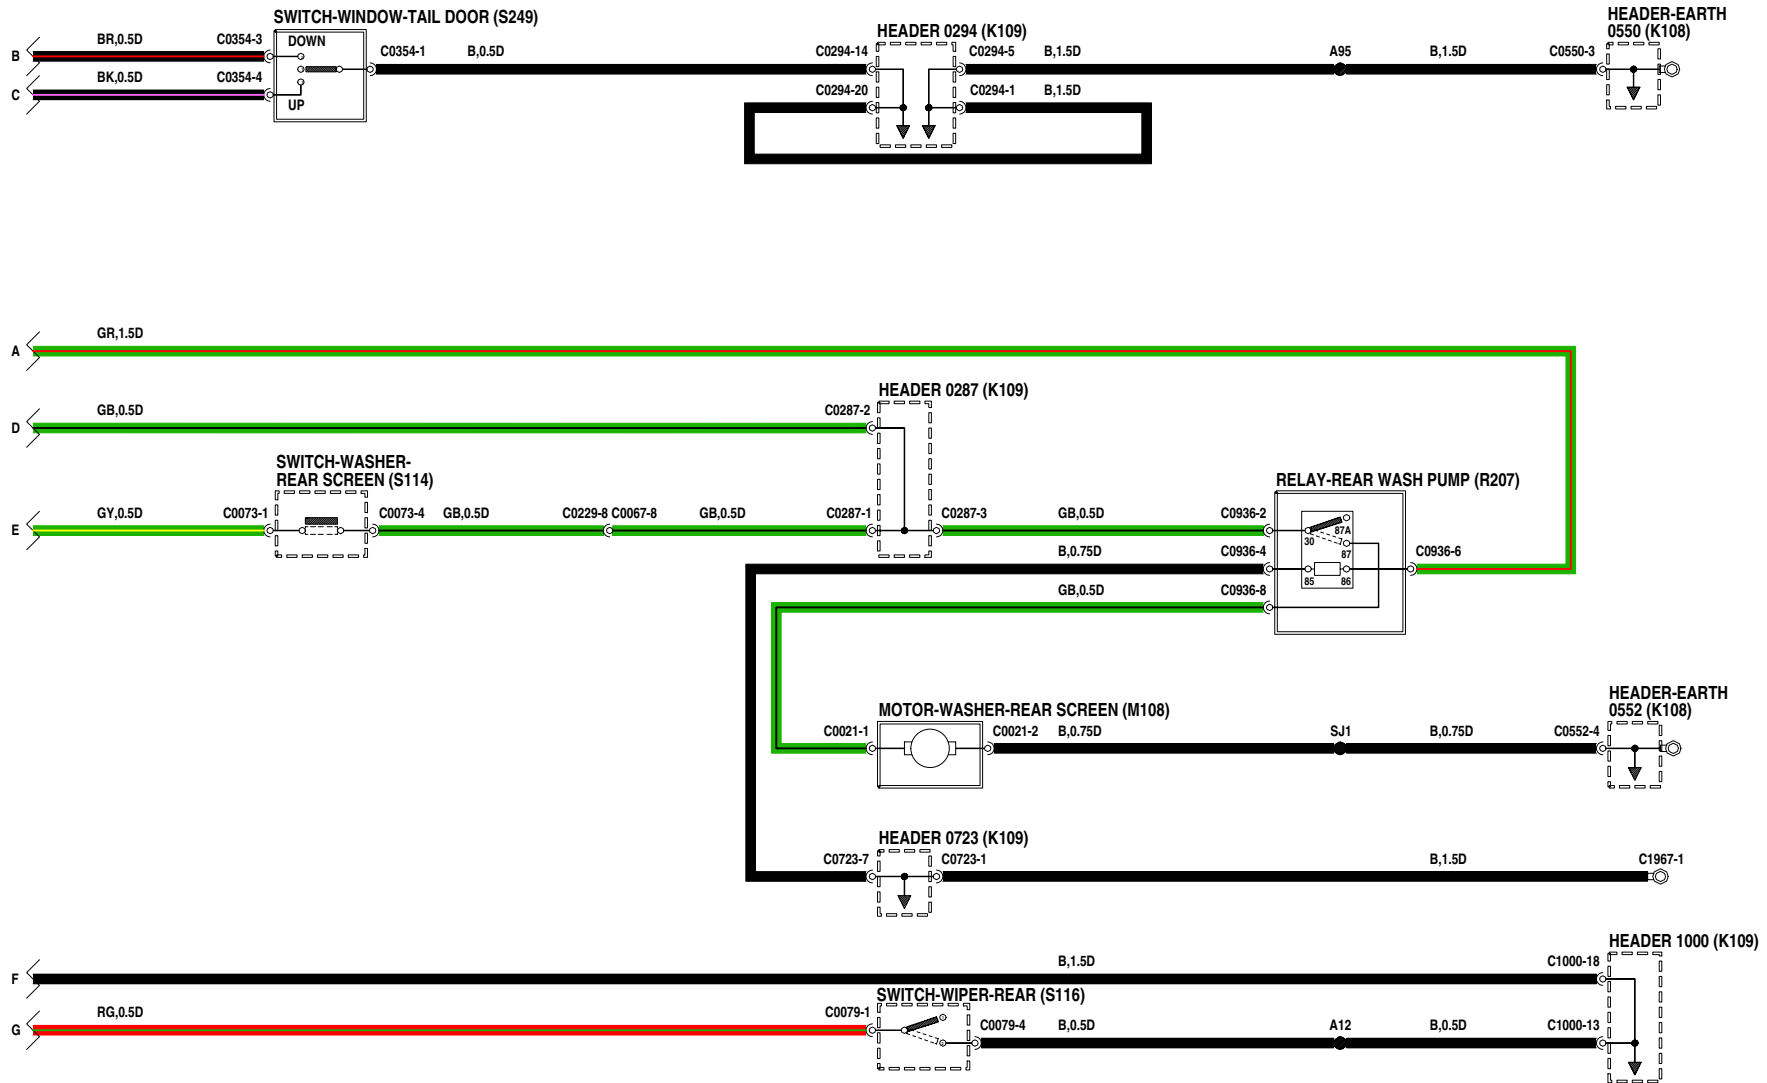 SWITCH-WINDOW-TAIL DOOR (S249)
HEADER 0294 (K109)
HEADER-EARTH
0550 (K108)
B
BR,0.5D
C0354-3
DOWN
C0354-1
B,0.5D
C0294-14
C0294-5
B,1.5D
A95
B,1.5D
C0550-3
C
BK,0.5D
C0354-4
UP
C0294-20
C0294-1
B,1.5D
A
GR,1.5D
HEADER 0287 (K109)
D
GB,0.5D
C0287-2
SWITCH-WASHER-
REAR SCREEN (S114)
RELAY-REAR WASH PUMP (R207)
E
GY,0.5D
C0073-1
C0073-4
GB,0.5D
C0229-8
C0067-8
GB,0.5D
C0287-1
C0287-3
GB,0.5D
C0936-2
30
87A
87
B,0.75D
C0936-4
85
86
C0936-6
GB,0.5D
C0936-8
HEADER-EARTH
0552 (K108)
MOTOR-WASHER-REAR SCREEN (M108)
C0021-1
C0021-2
B,0.75D
SJ1
B,0.75D
C0552-4
HEADER 0723 (K109)
C0723-7
C0723-1
B,1.5D
C1967-1
HEADER 1000 (K109)
F
B,1.5D
C1000-18
SWITCH-WIPER-REAR (S116)
G
RG,0.5D
C0079-1
C0079-4
B,0.5D
A12
B,0.5D
C1000-13